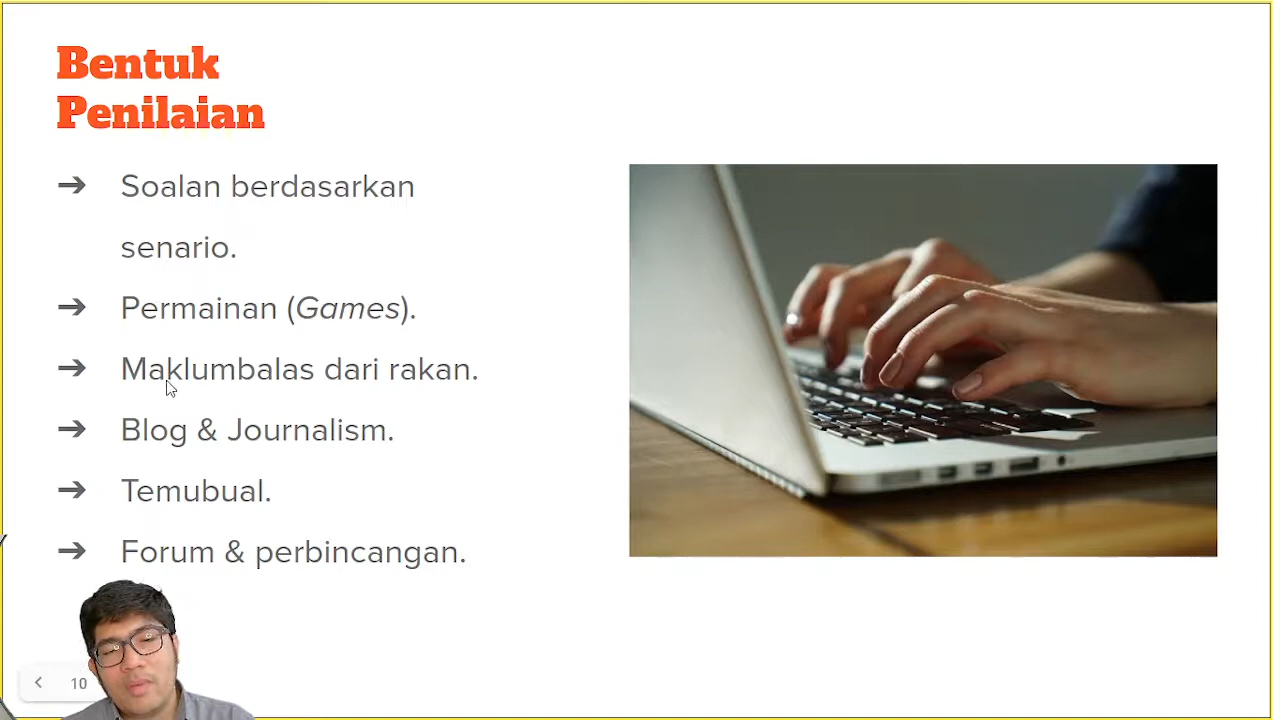 Bentuk
Penilaian
➔ Soalan berdasarkan
senario.
➔ Permainan (Games).
➔ Maklumbalas dari rakan.
➔ Blog & Journalism.
➔ Temubual.
➔ Forum & perbincangan.
10